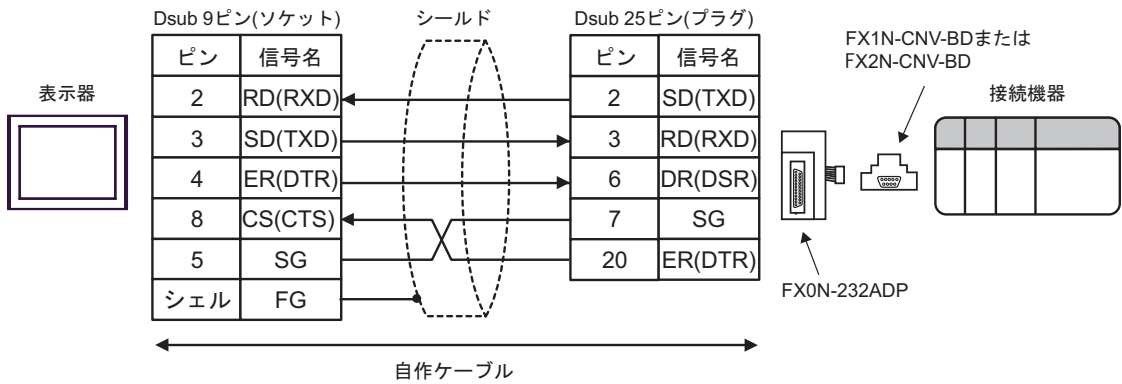 Dsub 9ピン(ソケット)
シールド
Dsub 25ピン(プラグ)
ピン 信号名
2 RD(RXD)
3 SD(TXD)
4 ER(DTR)
8 CS(CTS)
5 SG
シェル FG
ピン 信号名
2 SD(TXD)
3 RD(RXD)
6 DR(DSR)
7 SG
20 ER(DTR)
表示器
FX1N-CNV-BDまたは
FX2N-CNV-BD
接続機器
FX0N-232ADP
自作ケーブル